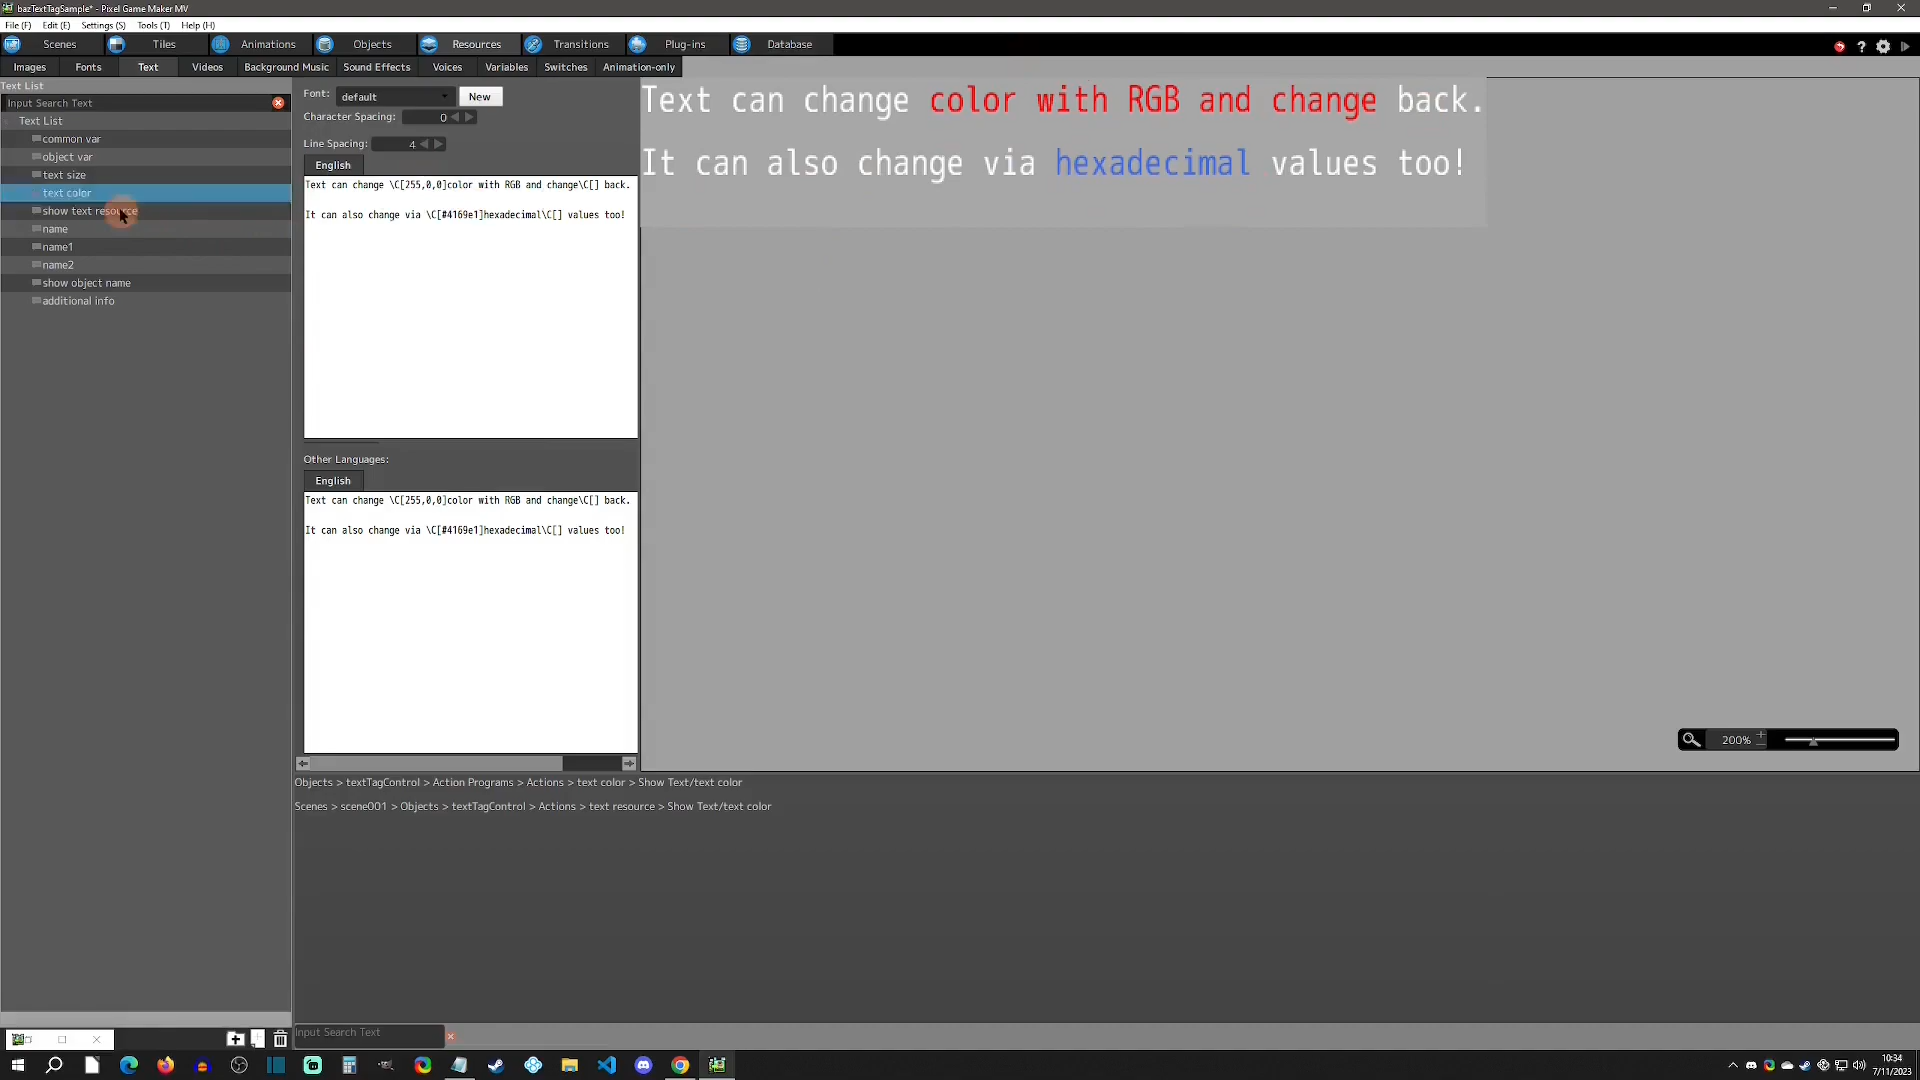 bazTextTagSample* - Pixel Game Maker MV
File (F) Edit (E) Settings (S) Tools (T) Help (H)
Scenes Tiles Animations Objects Resources Transitions Plug-ins Database
Images Fonts Text Videos Background Music Sound Effects Voices Variables Switches Animation-only
Text List
Input Search Text
Text List
common var
object var
text size
text color
show text resource
name
name1
name2
show object name
additional info
Font: default New
Character Spacing: 0
Line Spacing: 4
English
Text can change \C[255,0,0]color with RGB and change\C[] back.
It can also change via \C[#4169e1]hexadecimal\C[] values too!
Other Languages:
English
Text can change \C[255,0,0]color with RGB and change\C[] back.
It can also change via \C[#4169e1]hexadecimal\C[] values too!
Text can change color with RGB and change back.
It can also change via hexadecimal values too!
200%
Objects > textTagControl > Action Programs > Actions > text color > Show Text/text color
Scenes > scene001 > Objects > textTagControl > Actions > text resource > Show Text/text color
Input Search Text
10:34
7/11/2023